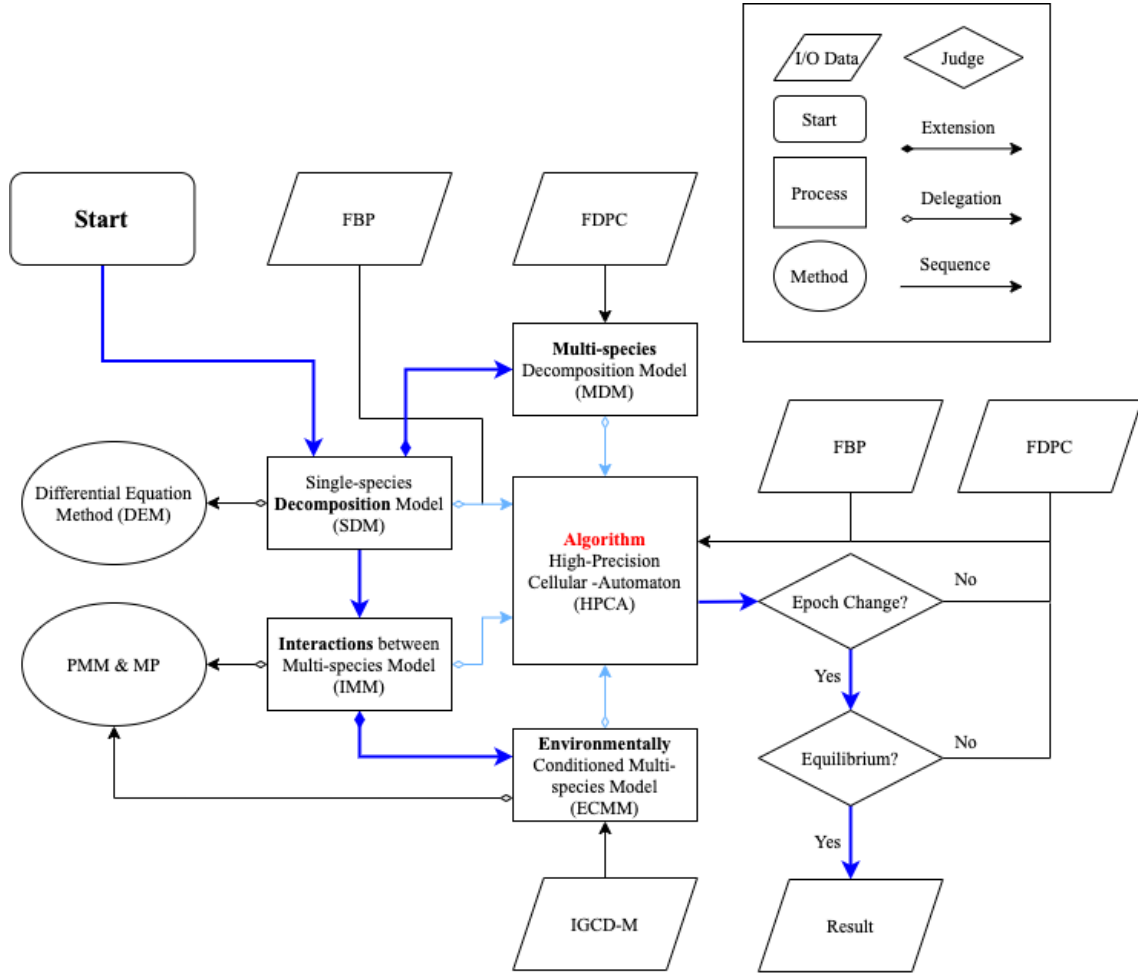 I/O Data
Judge
Start
Extension
Process
Delegation
Method
Sequence
Start
FBP
FDPC
Multi-species
Decomposition Model
(MDM)
FBP
FDPC
Differential Equation
Method (DEM)
Single-species
Decomposition Model
(SDM)
Algorithm
High-Precision
Cellular -Automaton
(HPCA)
Epoch Change?
No
Yes
PMM & MP
Interactions between
Multi-species Model
(IMM)
Environmentally
Conditioned Multi-
species Model
(ECMM)
Equilibrium?
No
Yes
IGCD-M
Result